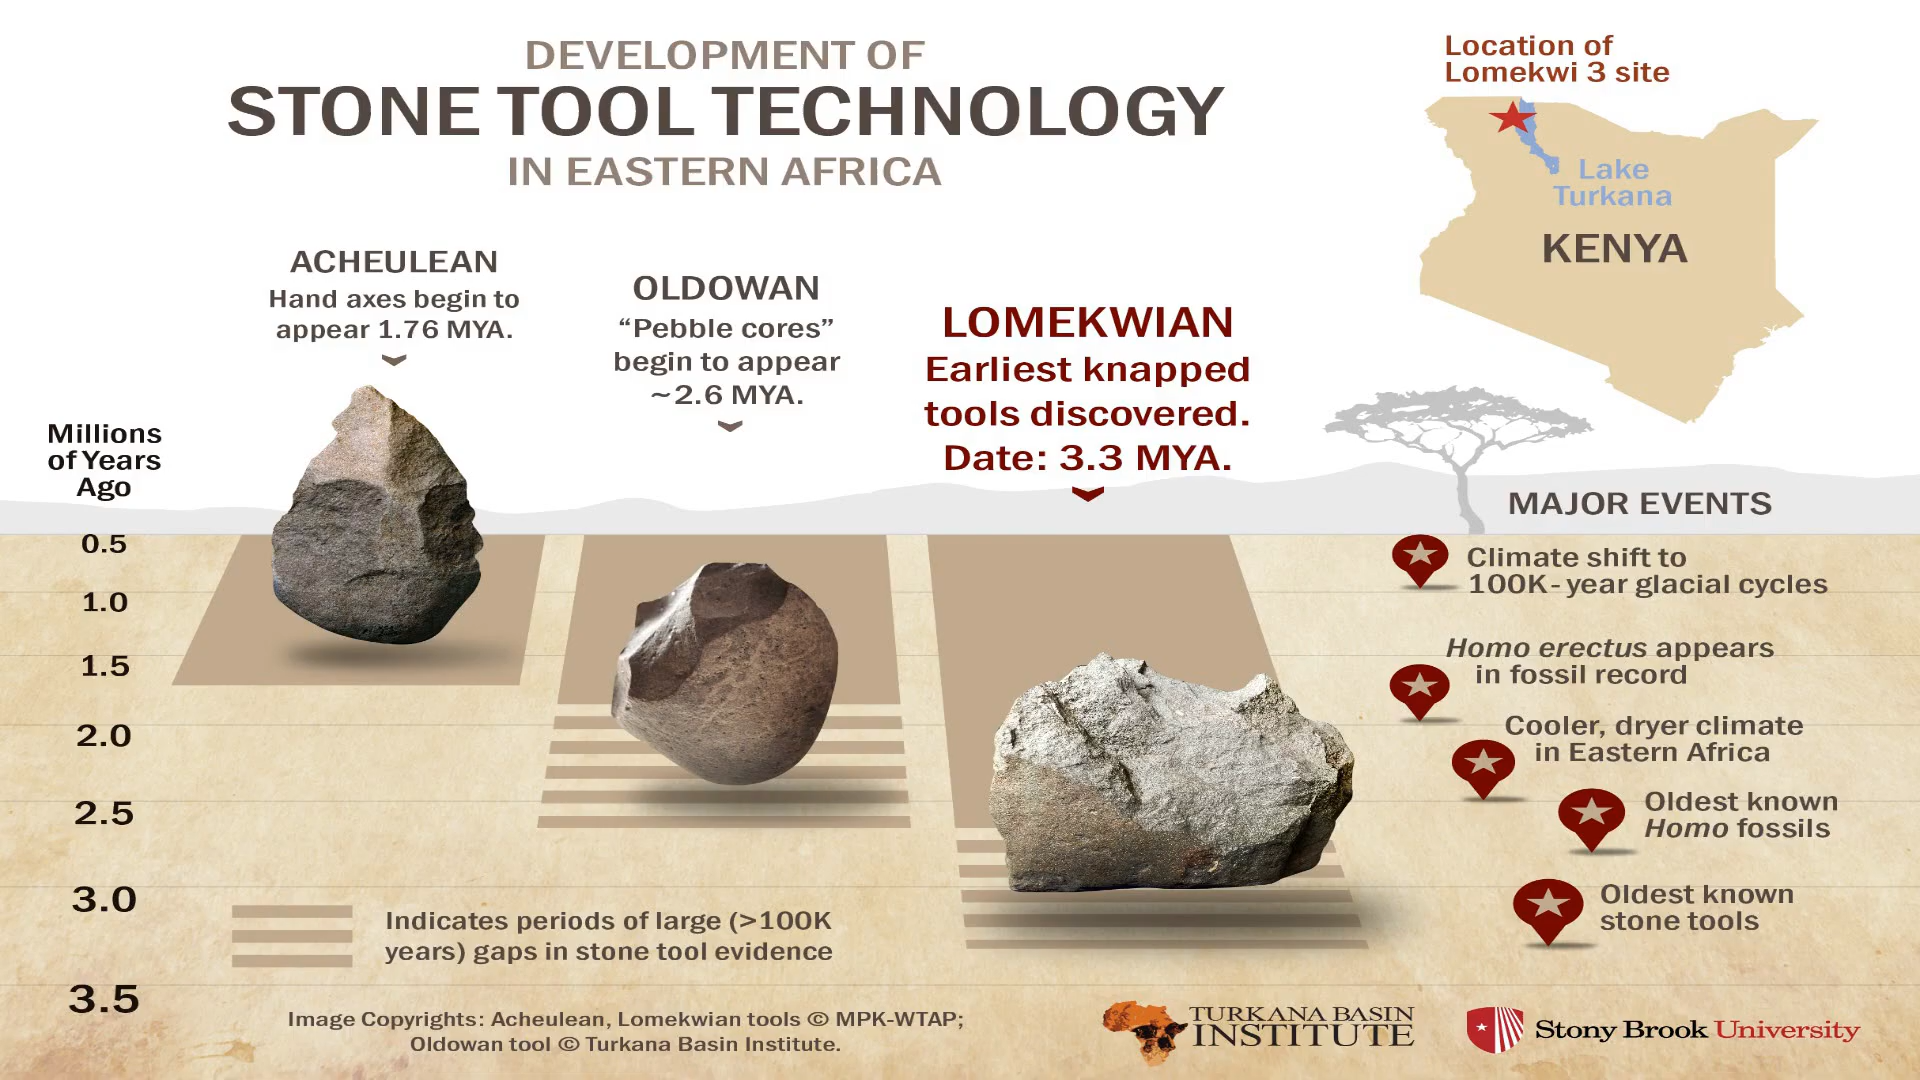 DEVELOPMENT OF
STONE TOOL TECHNOLOGY
IN EASTERN AFRICA
Location of
Lomekwi 3 site
Lake
Turkana
KENYA
ACHEULEAN
Hand axes begin to
appear 1.76 MYA.
OLDOWAN
“Pebble cores”
begin to appear
~2.6 MYA.
LOMEKWIAN
Earliest knapped
tools discovered.
Date: 3.3 MYA.
Millions
of Years
Ago
0.5
1.0
1.5
2.0
2.5
3.0
3.5
MAJOR EVENTS
Climate shift to
100K-year glacial cycles
Homo erectus appears
in fossil record
Cooler, dryer climate
in Eastern Africa
Oldest known
Homo fossils
Oldest known
stone tools
Indicates periods of large (>100K
years) gaps in stone tool evidence
Image Copyrights: Acheulean, Lomekwian tools © MPK-WTAP;
Oldowan tool © Turkana Basin Institute.
TURKANA BASIN
INSTITUTE
Stony Brook University